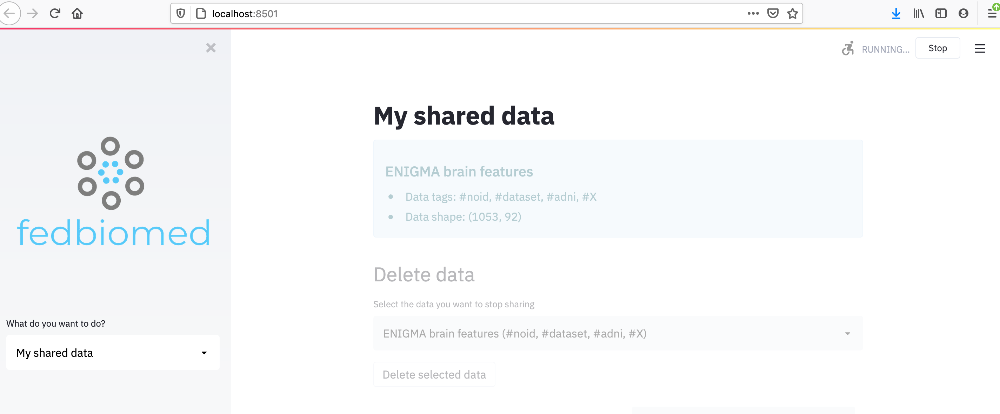 localhost:8501
RUNNING...
Stop
My shared data
ENIGMA brain features
Data tags: #noid, #dataset, #adni, #X
Data shape: (1053, 92)
fedbiomed
Delete data
Select the data you want to stop sharing
What do you want to do?
ENIGMA brain features (#noid, #dataset, #adni, #X)
My shared data
Delete selected data